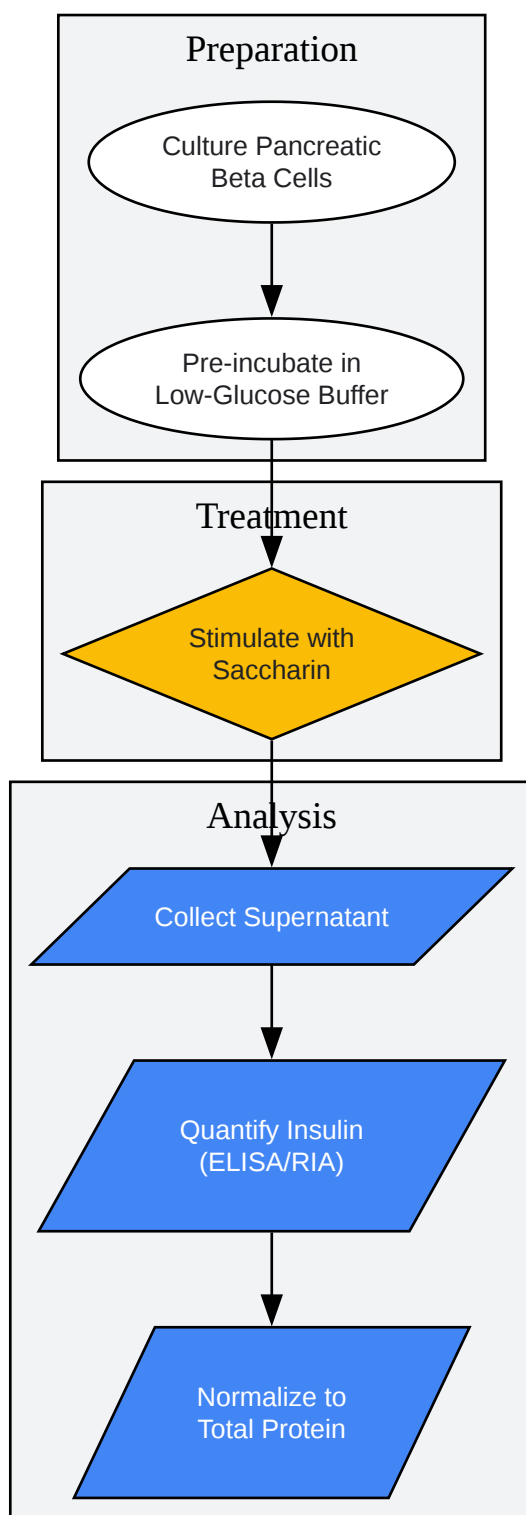 Preparation
Culture Pancreatic
Beta Cells
Pre-incubate in
Low-Glucose Buffer
Treatment
Stimulate with
Saccharin
Analysis
Collect Supernatant
Quantify Insulin
(ELISA/RIA)
Normalize to
Total Protein